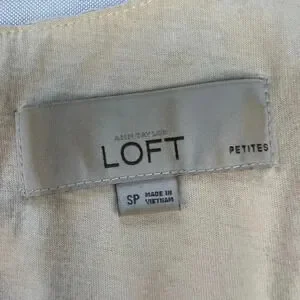 ANN TAYLOR
LOFT
PETITES
SP
MADE IN
VIETNAM